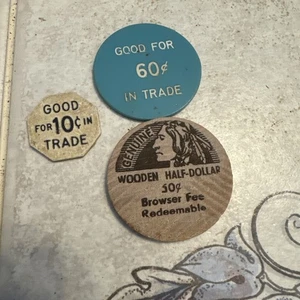 GOOD FOR
60¢
IN TRADE
GOOD
FOR 10¢ IN
TRADE
GENUINE
WOODEN HALF-DOLLAR
50¢
Browser Fee
Redeemable